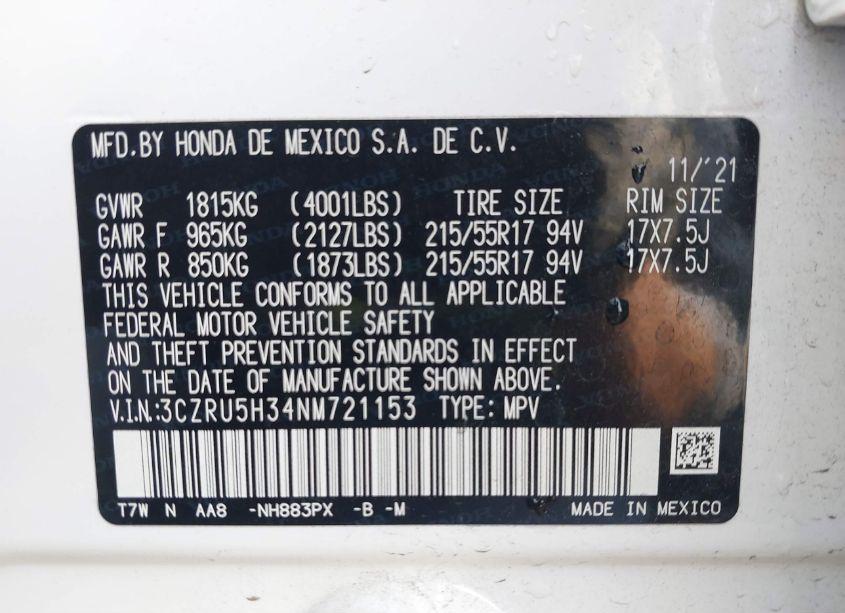 MFD.BY HONDA DE MEXICO S.A. DE C.V.
11/'21
GVWR 1815KG (4001LBS) TIRE SIZE RIM SIZE
GAWR F 965KG (2127LBS) 215/55R17 94V 17X7.5J
GAWR R 850KG (1873LBS) 215/55R17 94V 17X7.5J
THIS VEHICLE CONFORMS TO ALL APPLICABLE
FEDERAL MOTOR VEHICLE SAFETY
AND THEFT PREVENTION STANDARDS IN EFFECT
ON THE DATE OF MANUFACTURE SHOWN ABOVE.
V.I.N.:3CZRU5H34NM721153 TYPE: MPV
T7W N AA8 -NH883PX -B -M MADE IN MEXICO